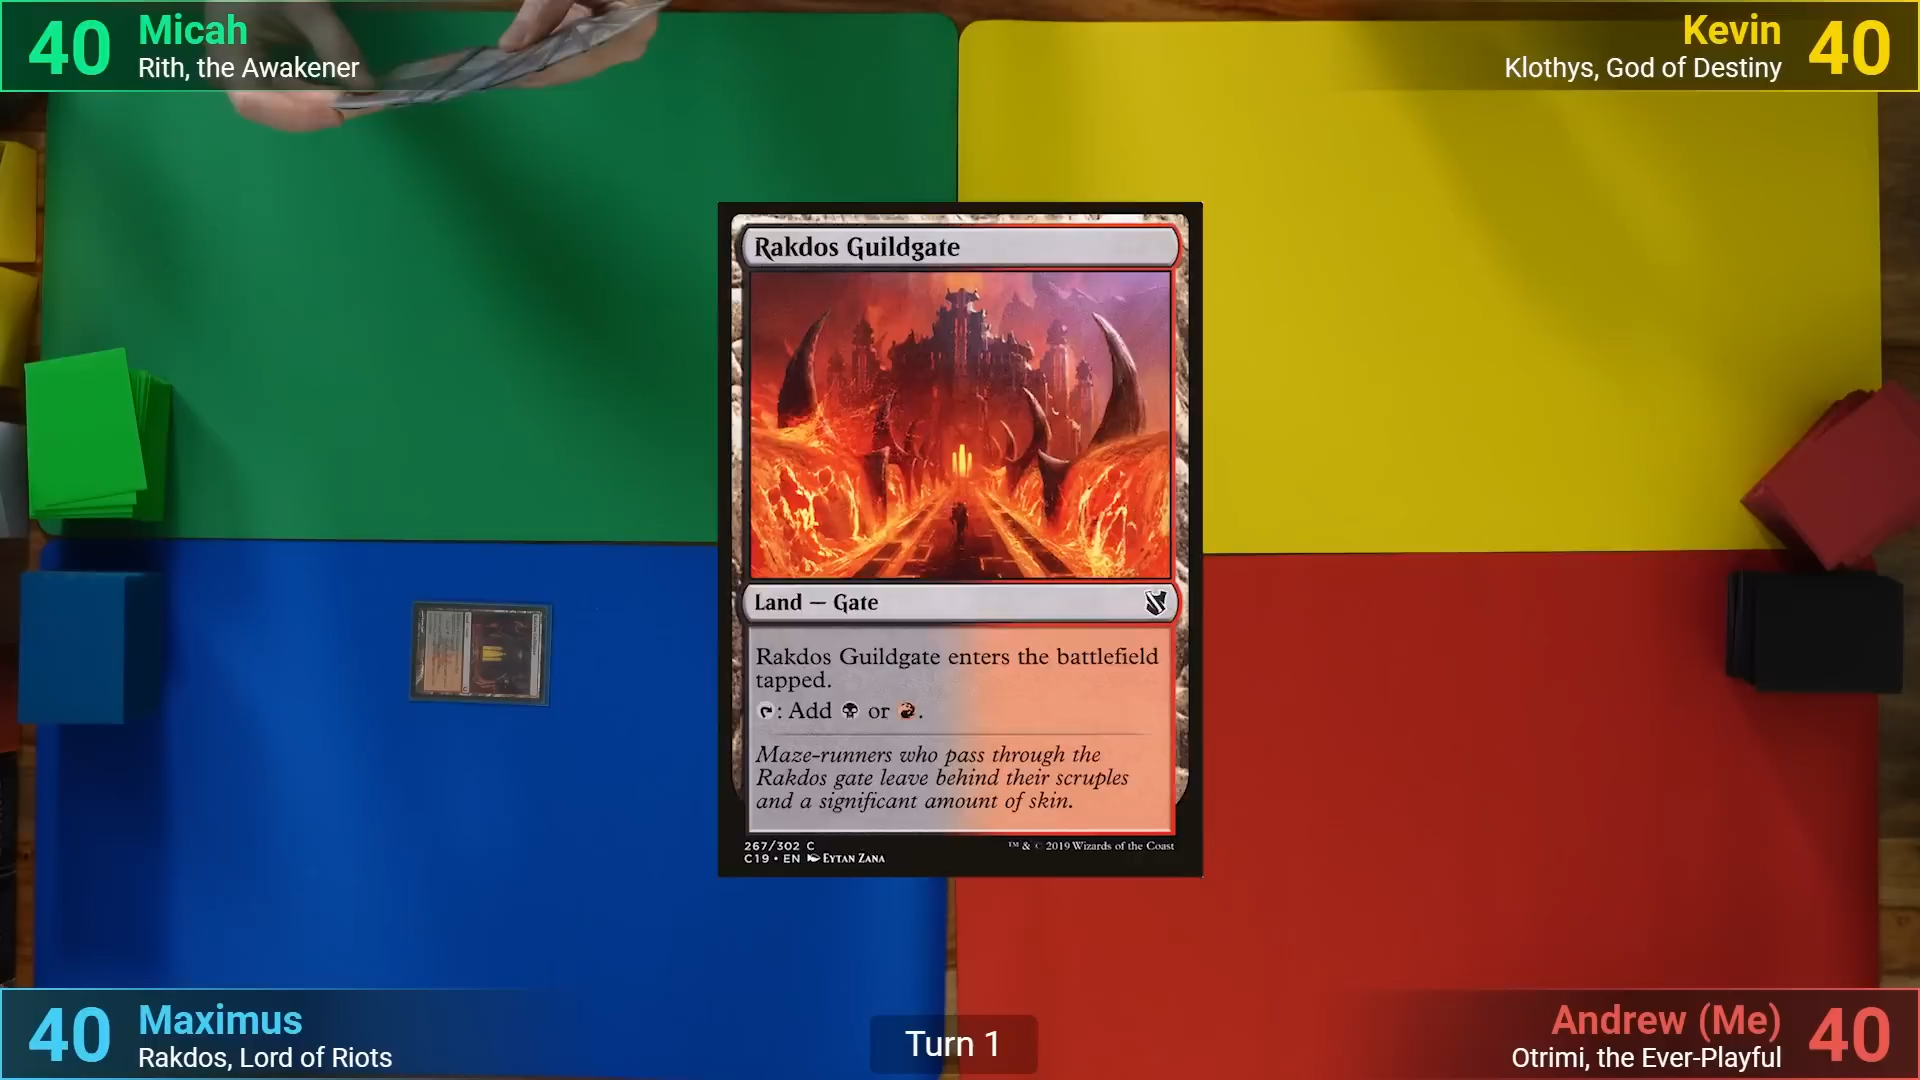 40
Micah
Rith, the Awakener
Kevin
Klothys, God of Destiny
40
Rakdos Guildgate
Land — Gate
Rakdos Guildgate enters the battlefield
tapped.
: Add or .
Maze-runners who pass through the
Rakdos gate leave behind their scruples
and a significant amount of skin.
267/302 C
C19 • EN EYTAN ZANA
™ & © 2019 Wizards of the Coast
40
Maximus
Rakdos, Lord of Riots
Turn 1
Andrew (Me)
Otrimi, the Ever-Playful
40